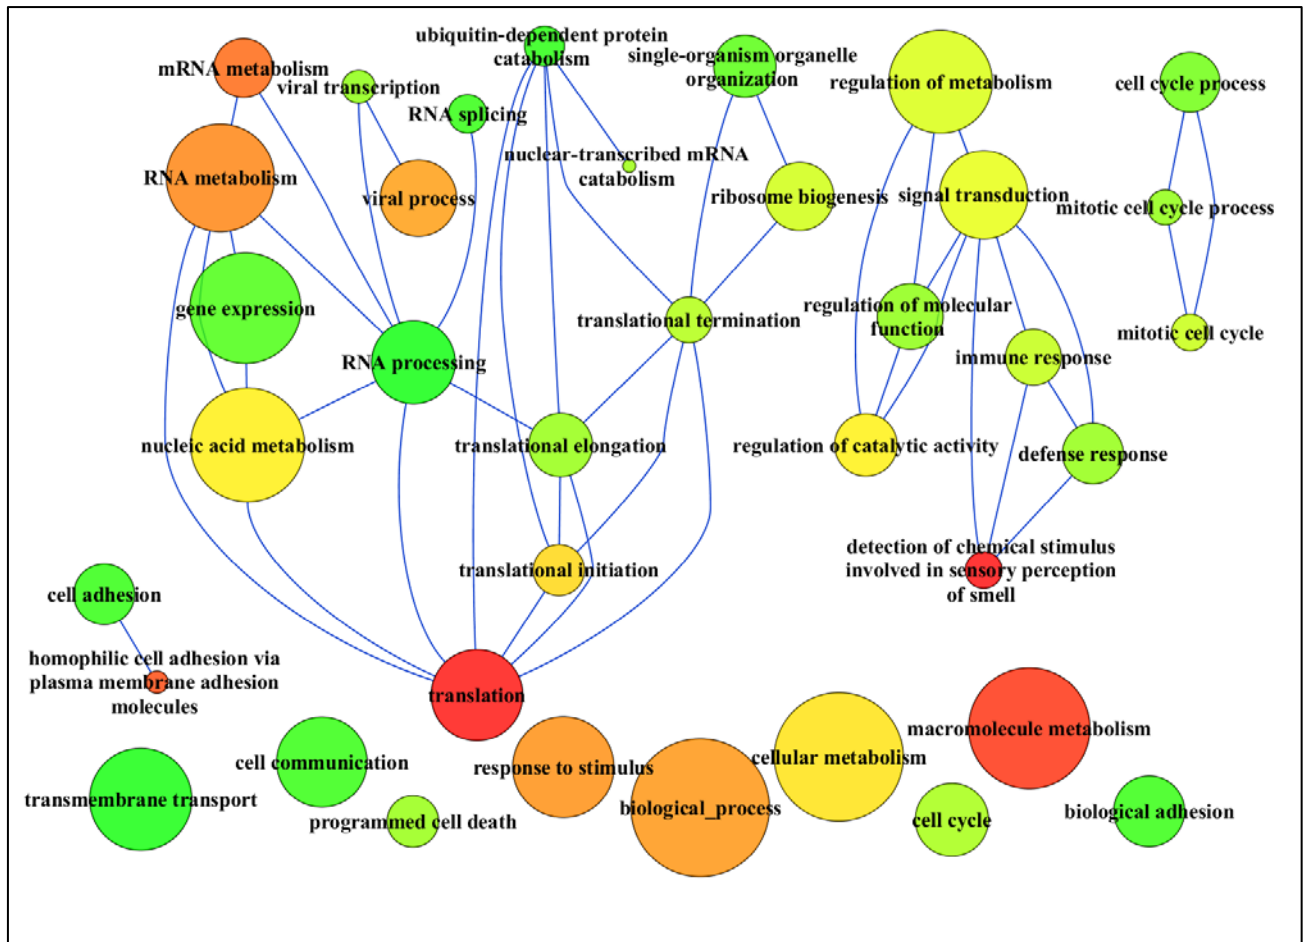 ubiquitin-dependent protein
catabolism
mRNA metabolism
viral transcription
RNA splicing
single-organism organelle
organization
regulation of metabolism
cell cycle process
nuclear-transcribed mRNA
catabolism
RNA metabolism
viral process
ribosome biogenesis
signal transduction
mitotic cell cycle process
gene expression
RNA processing
translational termination
regulation of molecular
function
immune response
mitotic cell cycle
nucleic acid metabolism
translational elongation
regulation of catalytic activity
defense response
translational initiation
detection of chemical stimulus
involved in sensory perception
of smell
cell adhesion
homophilic cell adhesion via
plasma membrane adhesion
molecules
translation
macromolecule metabolism
cell communication
response to stimulus
cellular metabolism
transmembrane transport
programmed cell death
biological_process
cell cycle
biological adhesion